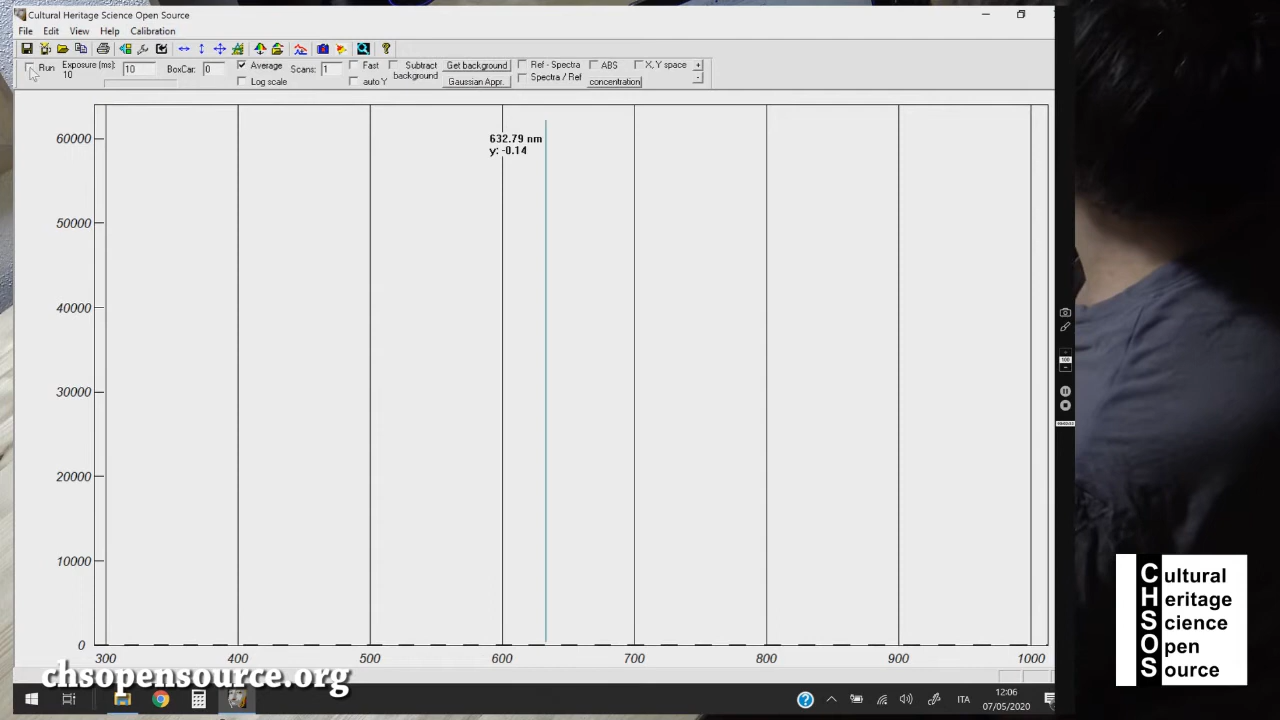 Cultural Heritage Science Open Source
File Edit View Help Calibration
Run Exposure (ms): 10 BoxCar: 0 Average Scans: 1 Fast Subtract background Get background Ref - Spectra ABS X, Y space + -
10 Log scale auto Y Gaussian Appr. Spectra / Ref concentration
60000
632.79 nm
y: -0.14
50000
40000
30000
20000
10000
0
300 400 500 600 700 800 900 1000
chsopensource.org
ITA
12:06
07/05/2020
100
Cultural
Heritage
Science
Open
Source